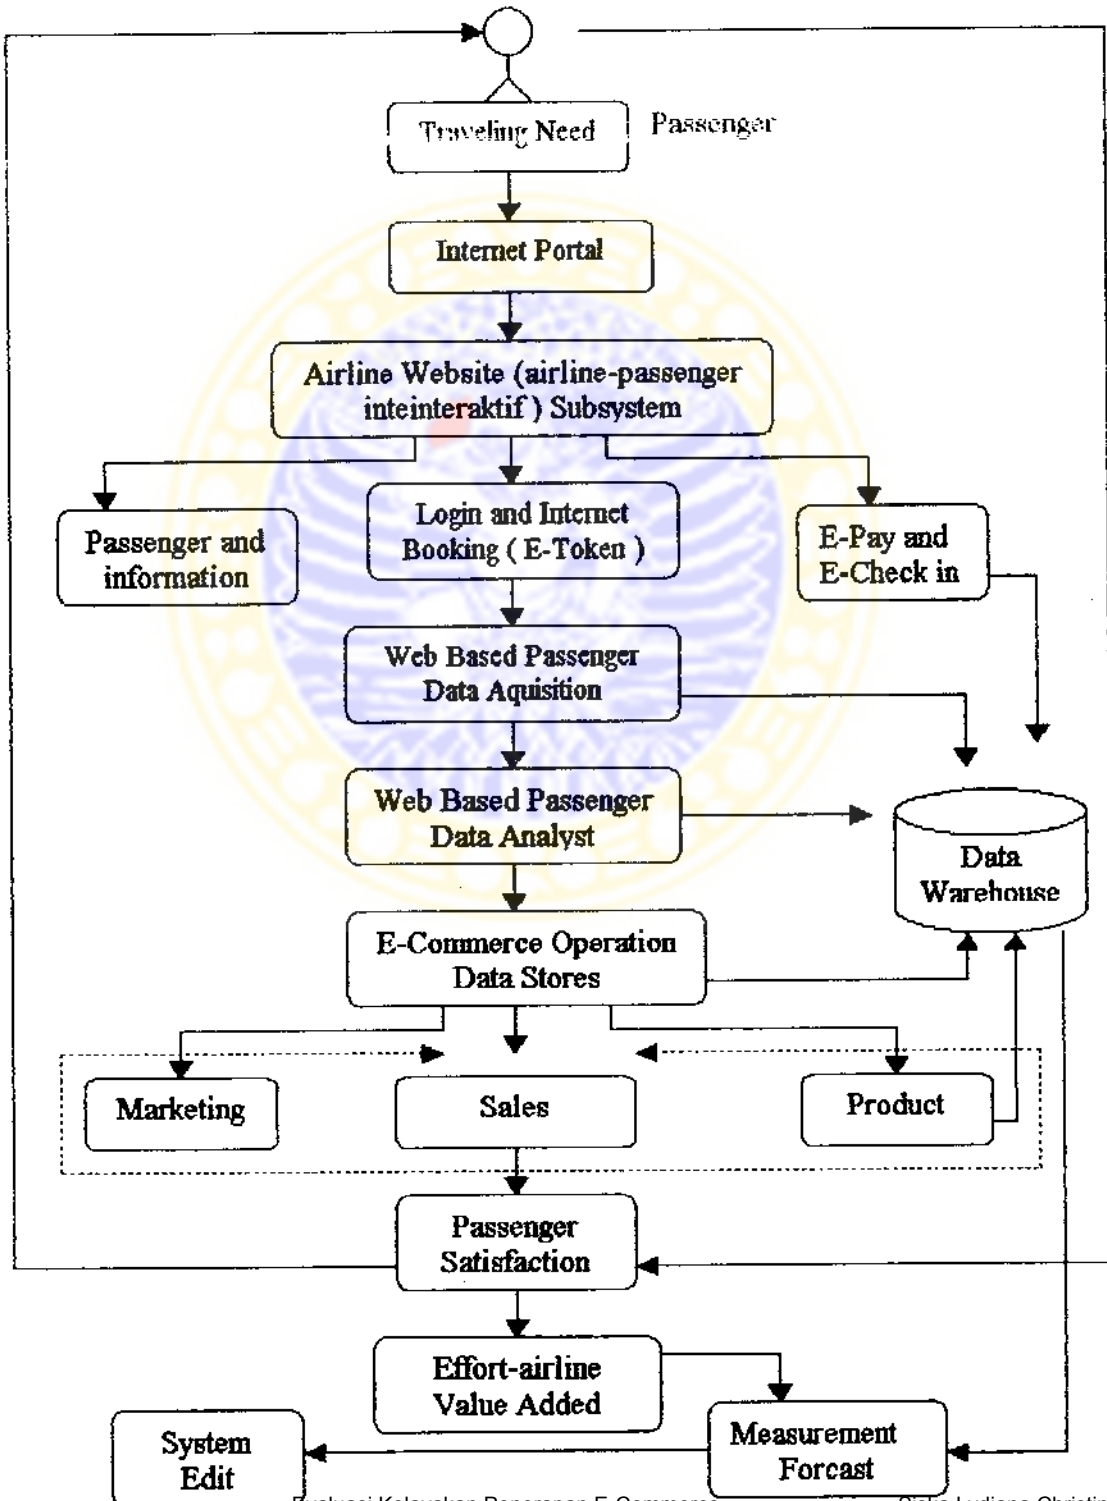 Traveling Need
Passenger
Internet Portal
Airline Website (airline-passenger
inteinteraktif ) Subsystem
Passenger and
information
Login and Internet
Booking ( E-Token )
E-Pay and
E-Check in
Web Based Passenger
Data Aquisition
Web Based Passenger
Data Analyst
Data
Warehouse
E-Commerce Operation
Data Stores
Marketing
Sales
Product
Passenger
Satisfaction
Effort-airline
Value Added
System
Edit
Measurement
Forcast